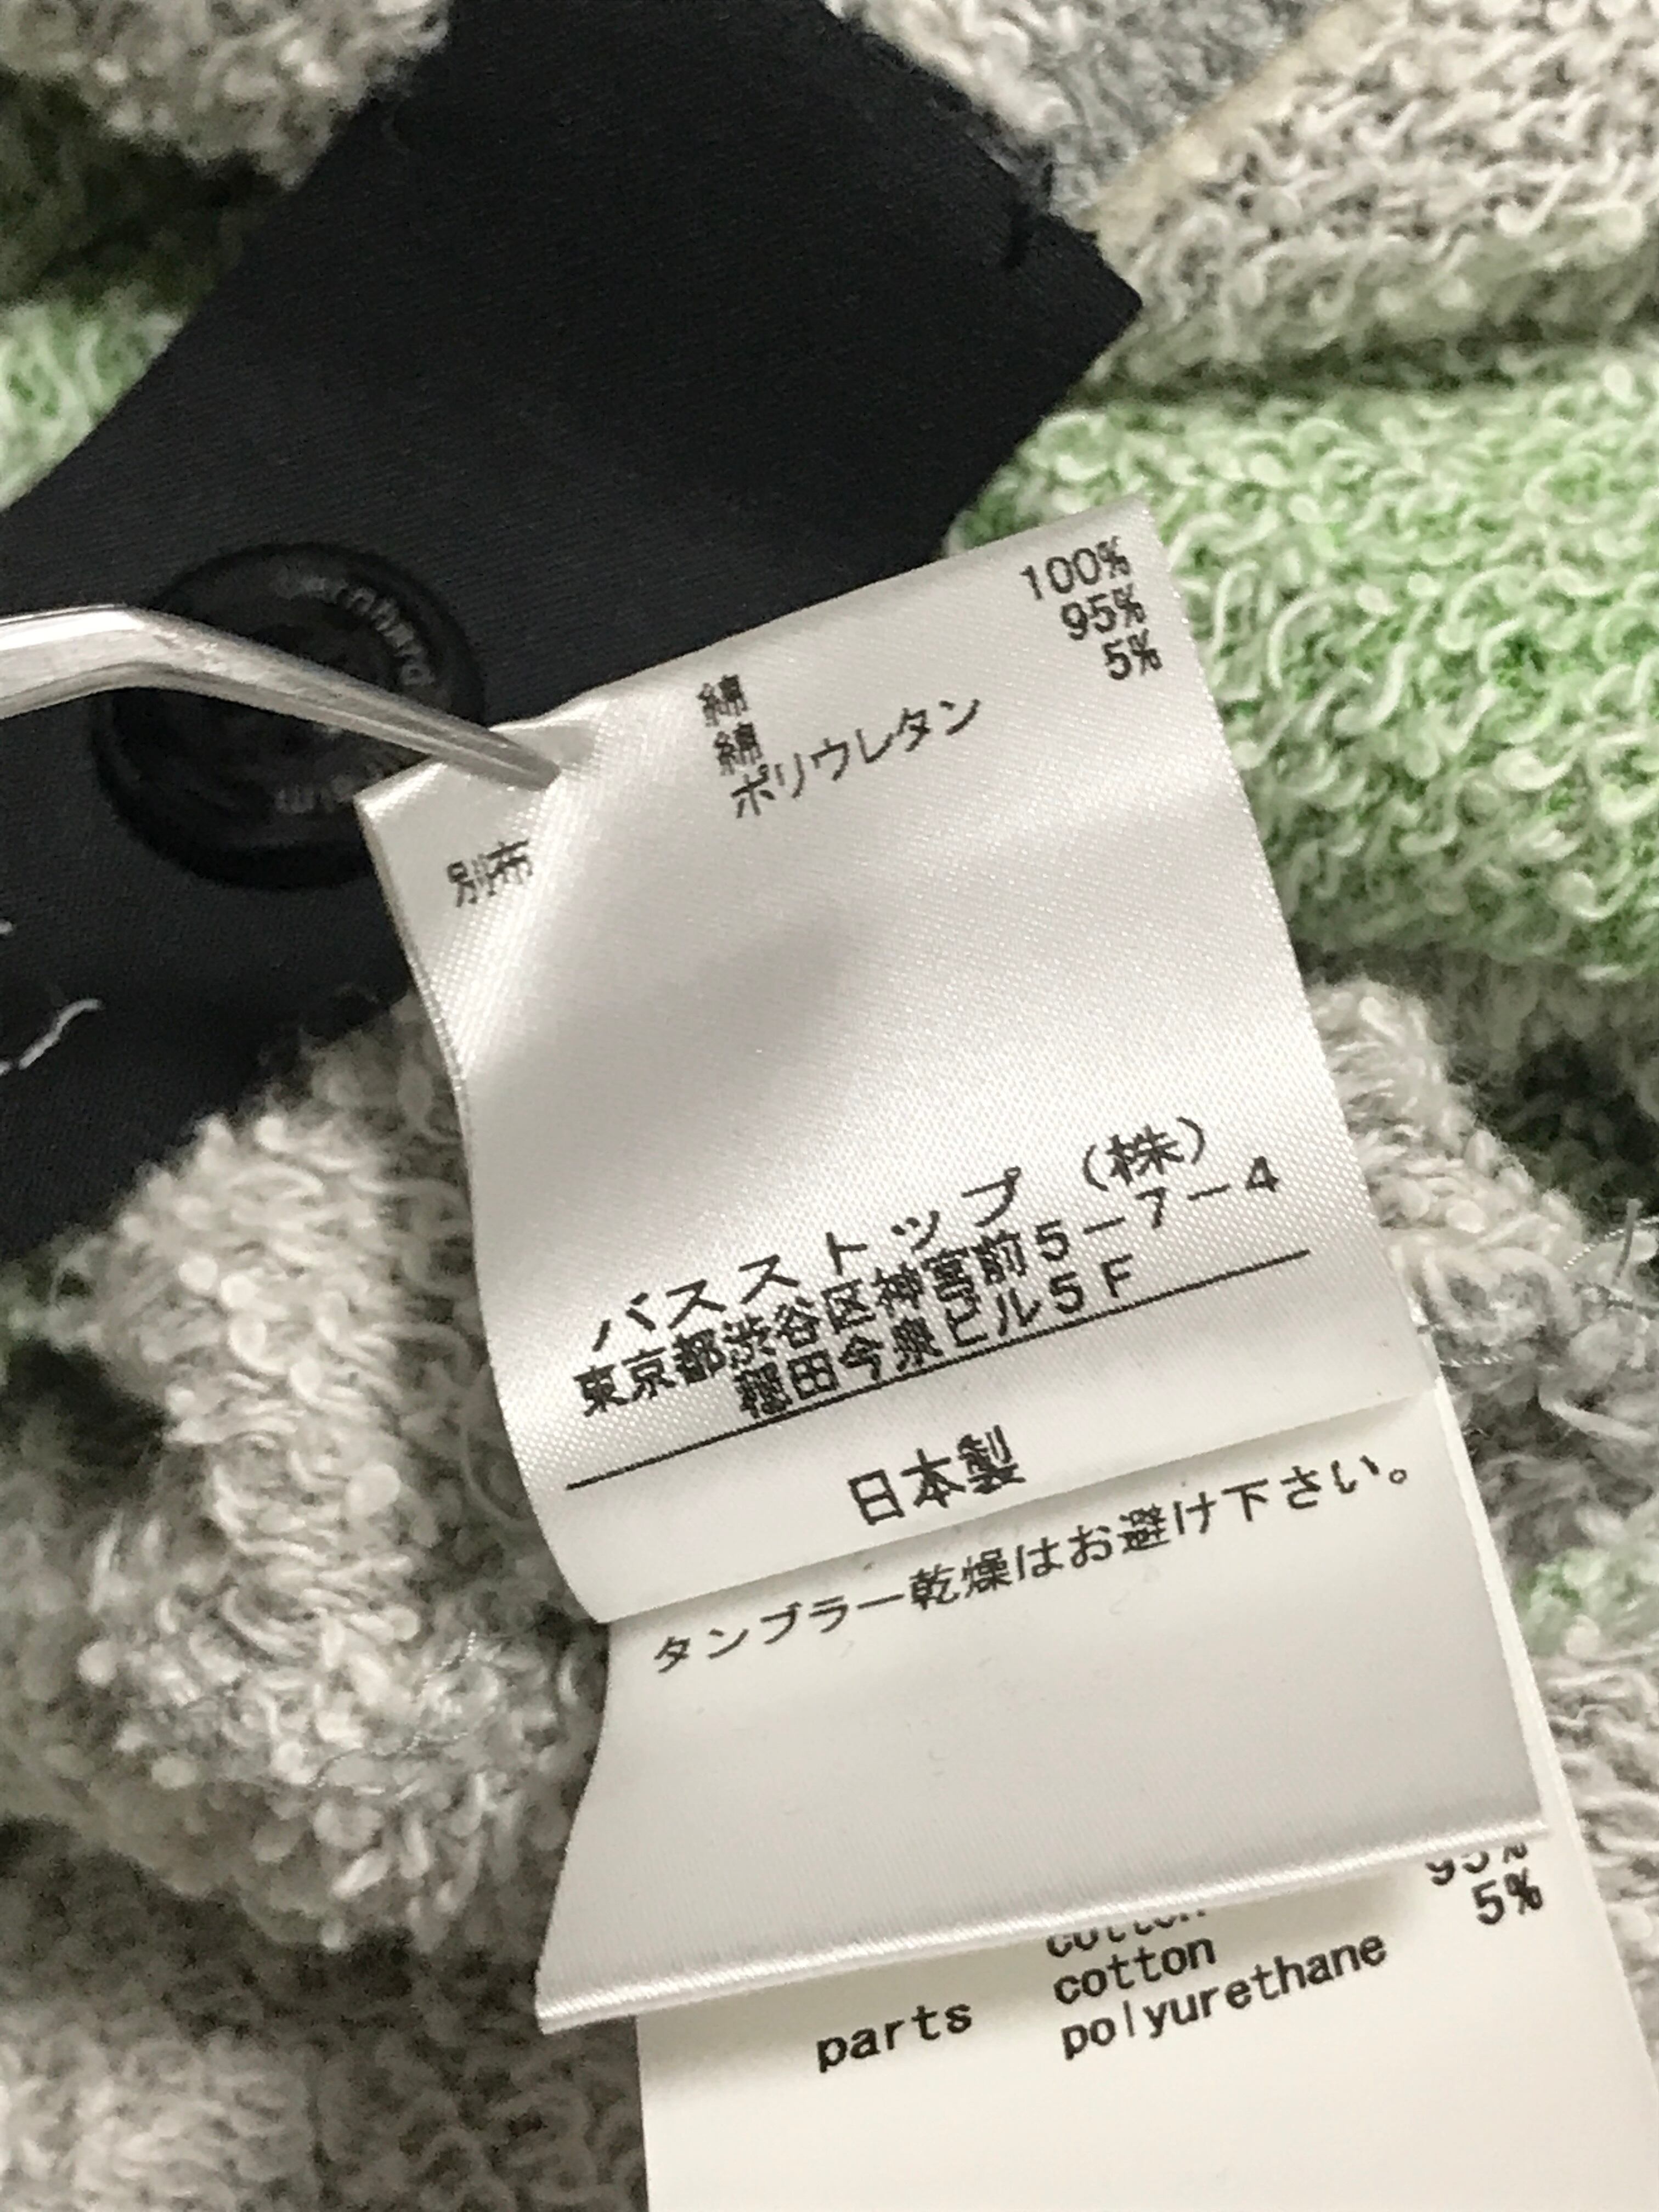 100%
95%
5%
綿
綿
ポリウレタン
別布
バスストップ（株）
東京都渋谷区神宮前５－７－４
穏田今泉ビル５Ｆ
日本製
タンブラー乾燥はお避け下さい。
95%
5%
cotton
cotton
parts polyurethane